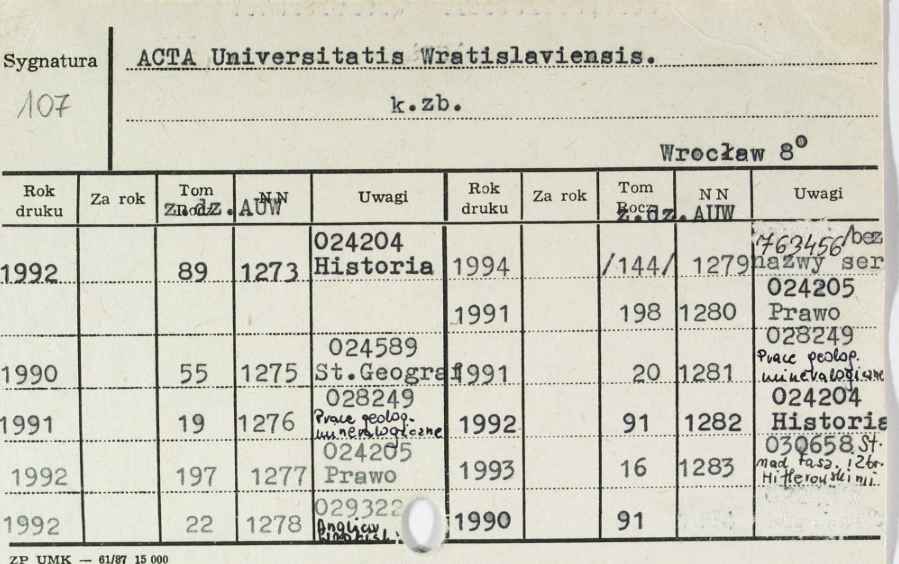 Sygnatura ACTA Universitatis Wratislaviensis.
107
k.zb.
Wrocław 8°
Rok druku Za rok Tom Rocz. NN Uwagi Rok druku Za rok Tom Rocz. NN Uwagi
z.dz.AUW z.dz.AUW
1992 89 1273 024204 Historia 1994 /144/ 1279 763456 /bez nazwy ser
1991 198 1280 024205 Prawo
1990 55 1275 024589 St.Geograf 1991 20 1281 028249 Prace geolog. mineralogiczne
1991 19 1276 028249 Prace geolog. mineralogiczne 1992 91 1282 024204 Historia
1992 197 1277 024205 Prawo 1993 16 1283 030658 St. nad fasz. i Zbr. Hitlerowskimi
1992 22 1278 029322 Anglica 1990 91
ZP UMK — 61/87 15 000